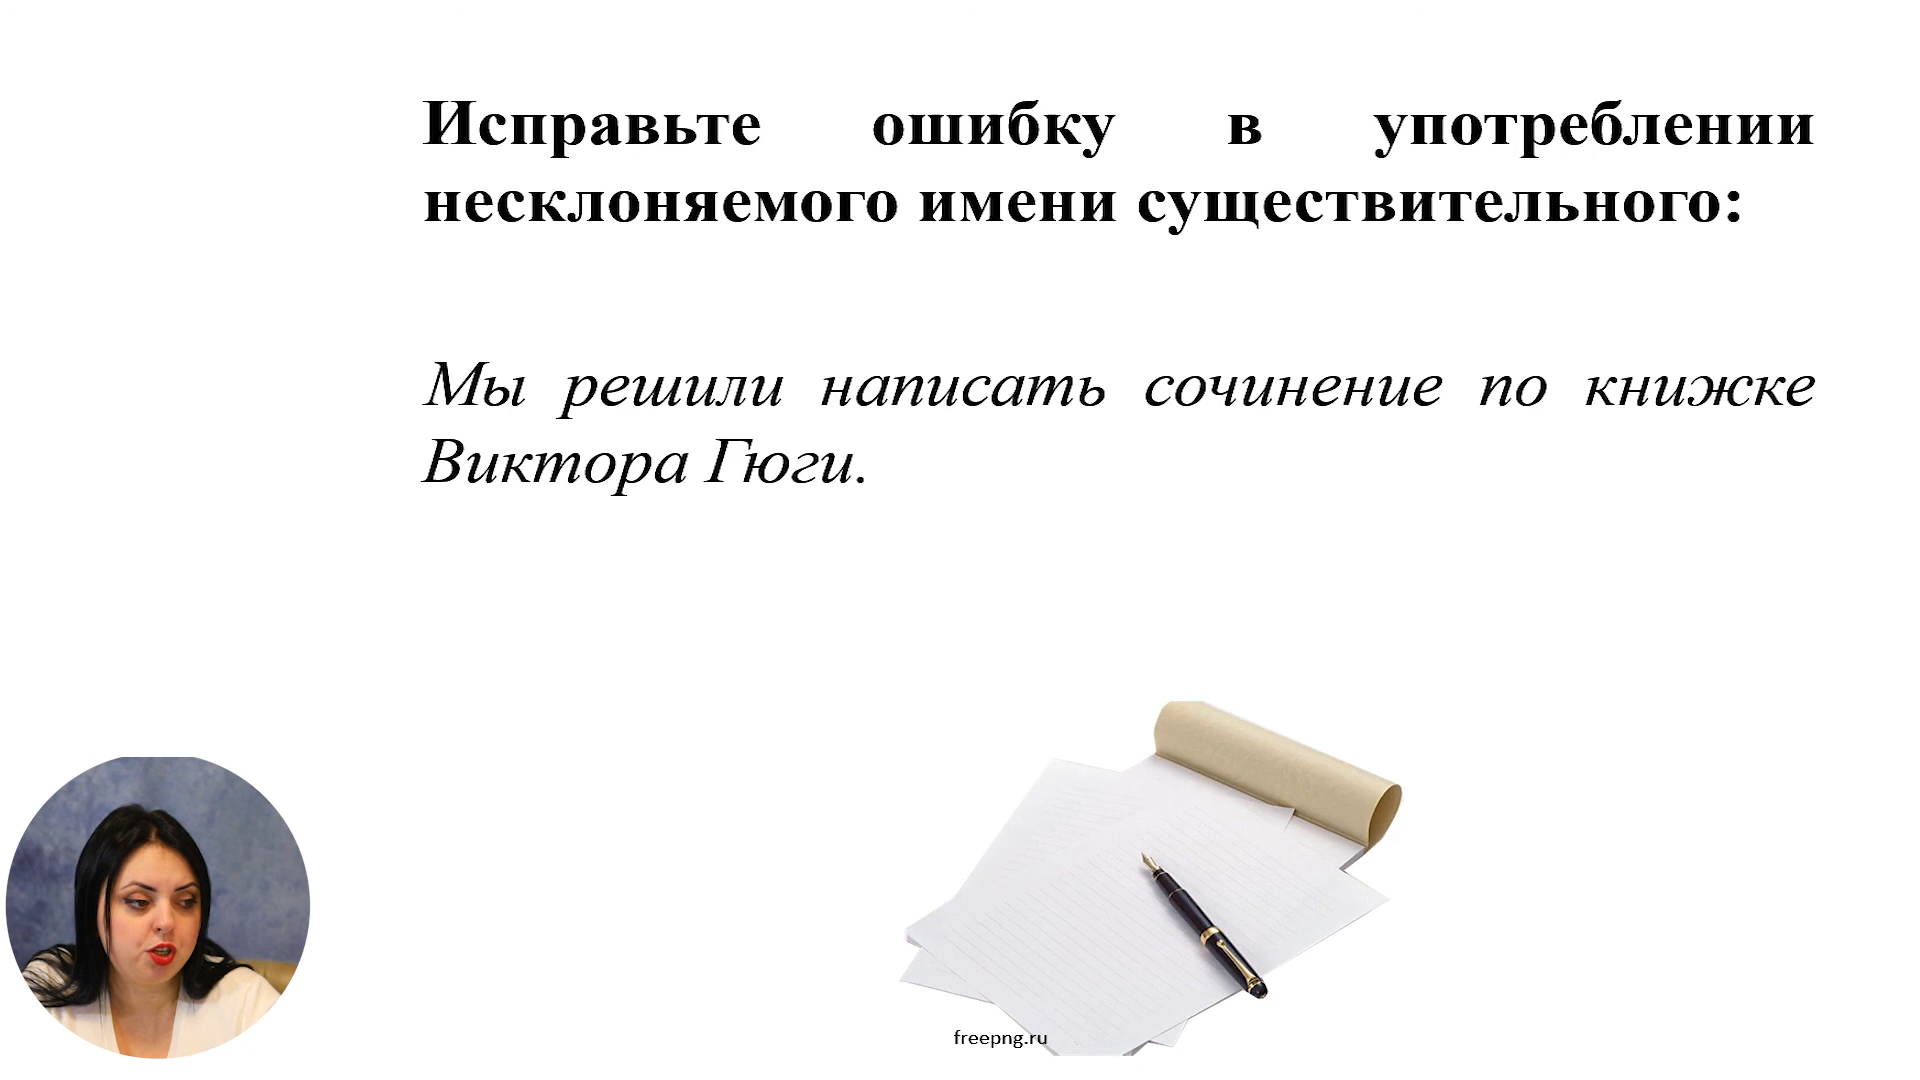 Исправьте ошибку в употреблении
несклоняемого имени существительного:
Мы решили написать сочинение по книжке
Виктора Гюги.
freepng.ru